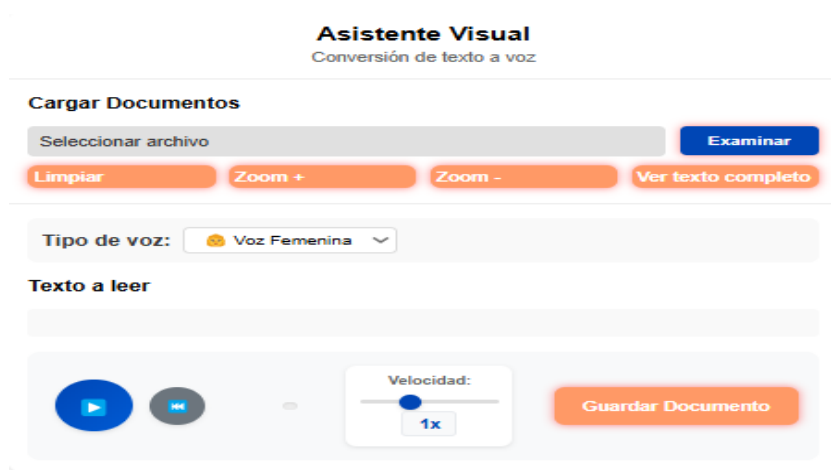 Asistente Visual
Conversión de texto a voz
Cargar Documentos
Seleccionar archivo Examinar
Limpiar Zoom + Zoom - Ver texto completo
Tipo de voz: Voz Femenina
Texto a leer
Velocidad:
1x
Guardar Documento